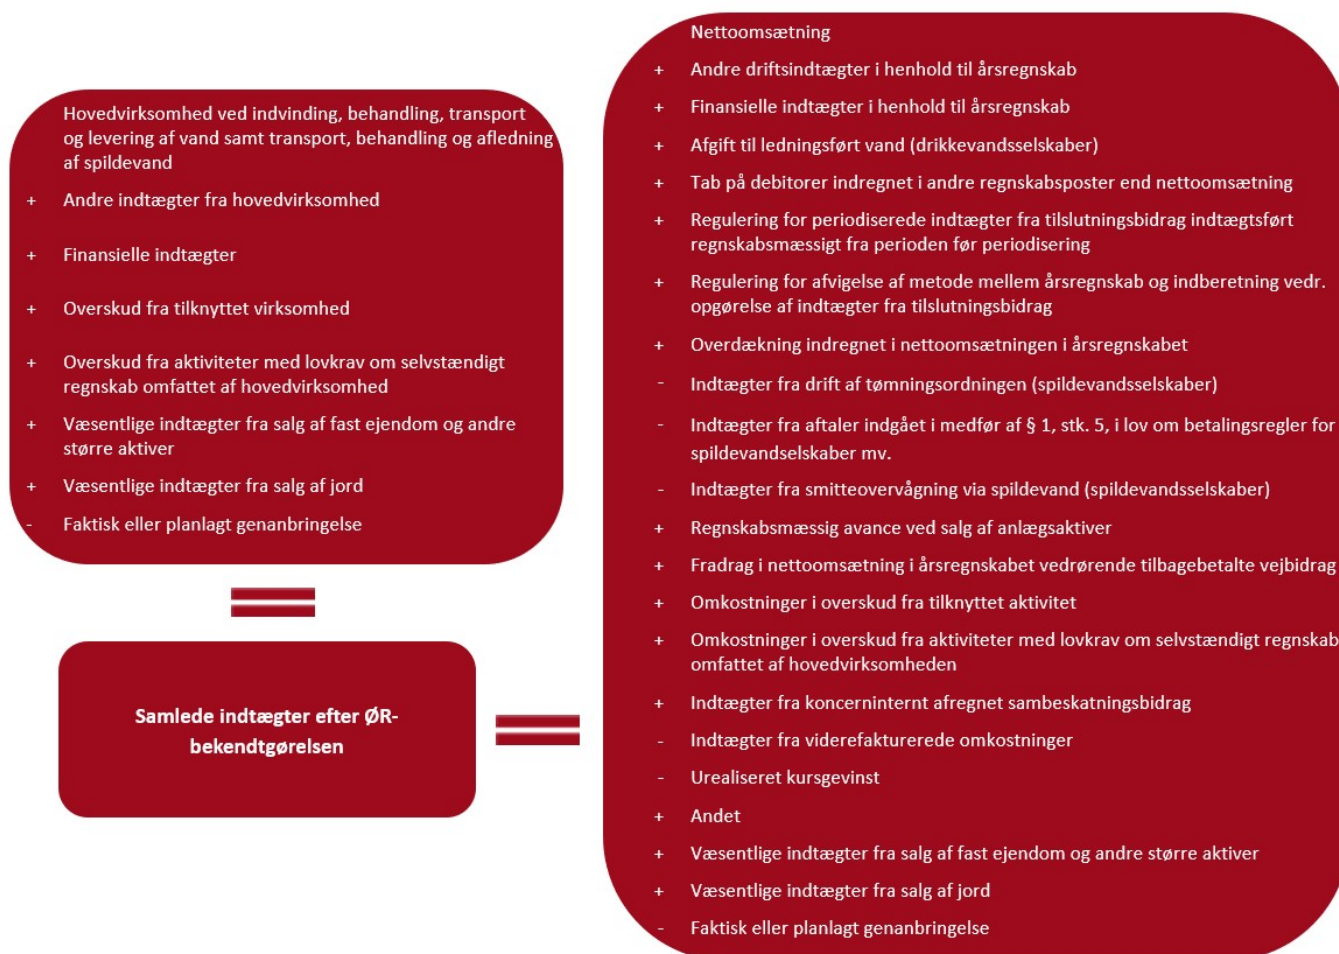 Hovedvirksomhed ved indvinding, behandling, transport
og levering af vand samt transport, behandling og afledning
af spildevand
+ Andre indtægter fra hovedvirksomhed
+ Finansielle indtægter
+ Overskud fra tilknyttet virksomhed
+ Overskud fra aktiviteter med lovkrav om selvstændigt
regnskab omfattet af hovedvirksomhed
+ Væsentlige indtægter fra salg af fast ejendom og andre
større aktiver
+ Væsentlige indtægter fra salg af jord
- Faktisk eller planlagt genanbringelse
Samlede indtægter efter ØR-
bekendtgørelsen
Nettoomsætning
+ Andre driftsindtægter i henhold til årsregnskab
+ Finansielle indtægter i henhold til årsregnskab
+ Afgift til ledningsført vand (drikkevandsselskaber)
+ Tab på debitorer indregnet i andre regnskabsposter end nettoomsætning
+ Regulering for periodiserede indtægter fra tilslutningsbidrag indtægtsført
regnskabsmæssigt fra perioden før periodisering
+ Regulering for afvigelse af metode mellem årsregnskab og indberetning vedr.
opgørelse af indtægter fra tilslutningsbidrag
+ Overdækning indregnet i nettoomsætningen i årsregnskabet
- Indtægter fra drift af tømningsordningen (spildevandsselskaber)
- Indtægter fra aftaler indgået i medfør af § 1, stk. 5, i lov om betalingsregler for
spildevandselskaber mv.
- Indtægter fra smitteovervågning via spildevand (spildevandsselskaber)
+ Regnskabsmæssig avance ved salg af anlægsaktiver
+ Fradrag i nettoomsætning i årsregnskabet vedrørende tilbagebetalte vejbidrag
+ Omkostninger i overskud fra tilknyttet aktivitet
+ Omkostninger i overskud fra aktiviteter med lovkrav om selvstændigt regnskab
omfattet af hovedvirksomheden
+ Indtægter fra koncerninternt afregnet sambeskatningsbidrag
- Indtægter fra viderefakturerede omkostninger
- Urealiseret kursgevinst
+ Andet
+ Væsentlige indtægter fra salg af fast ejendom og andre større aktiver
+ Væsentlige indtægter fra salg af jord
- Faktisk eller planlagt genanbringelse